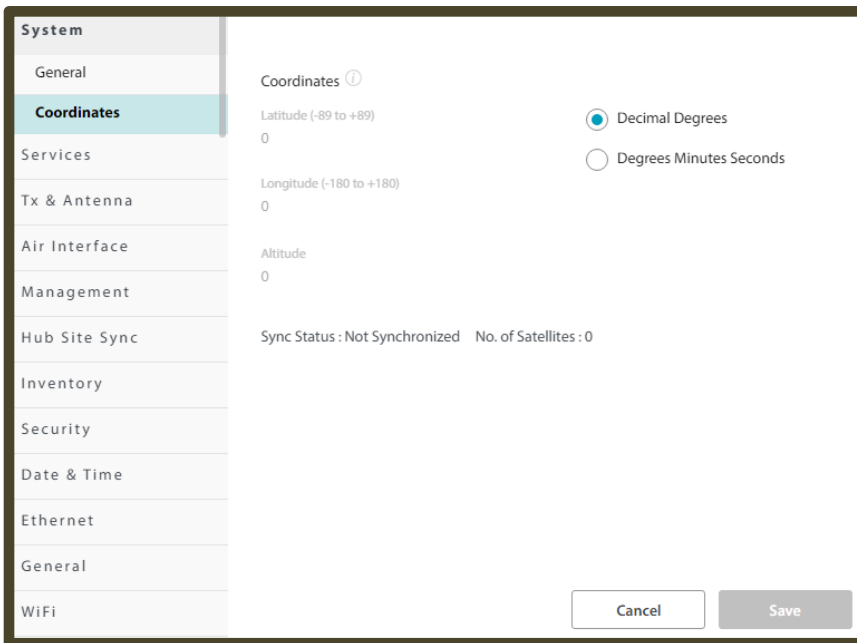 System
General
Coordinates
Services
Tx & Antenna
Air Interface
Management
Hub Site Sync
Inventory
Security
Date & Time
Ethernet
General
WiFi
Coordinates i
Latitude (-89 to +89)
0
Longitude (-180 to +180)
0
Altitude
0
Decimal Degrees
Degrees Minutes Seconds
Sync Status : Not Synchronized No. of Satellites : 0
Cancel Save